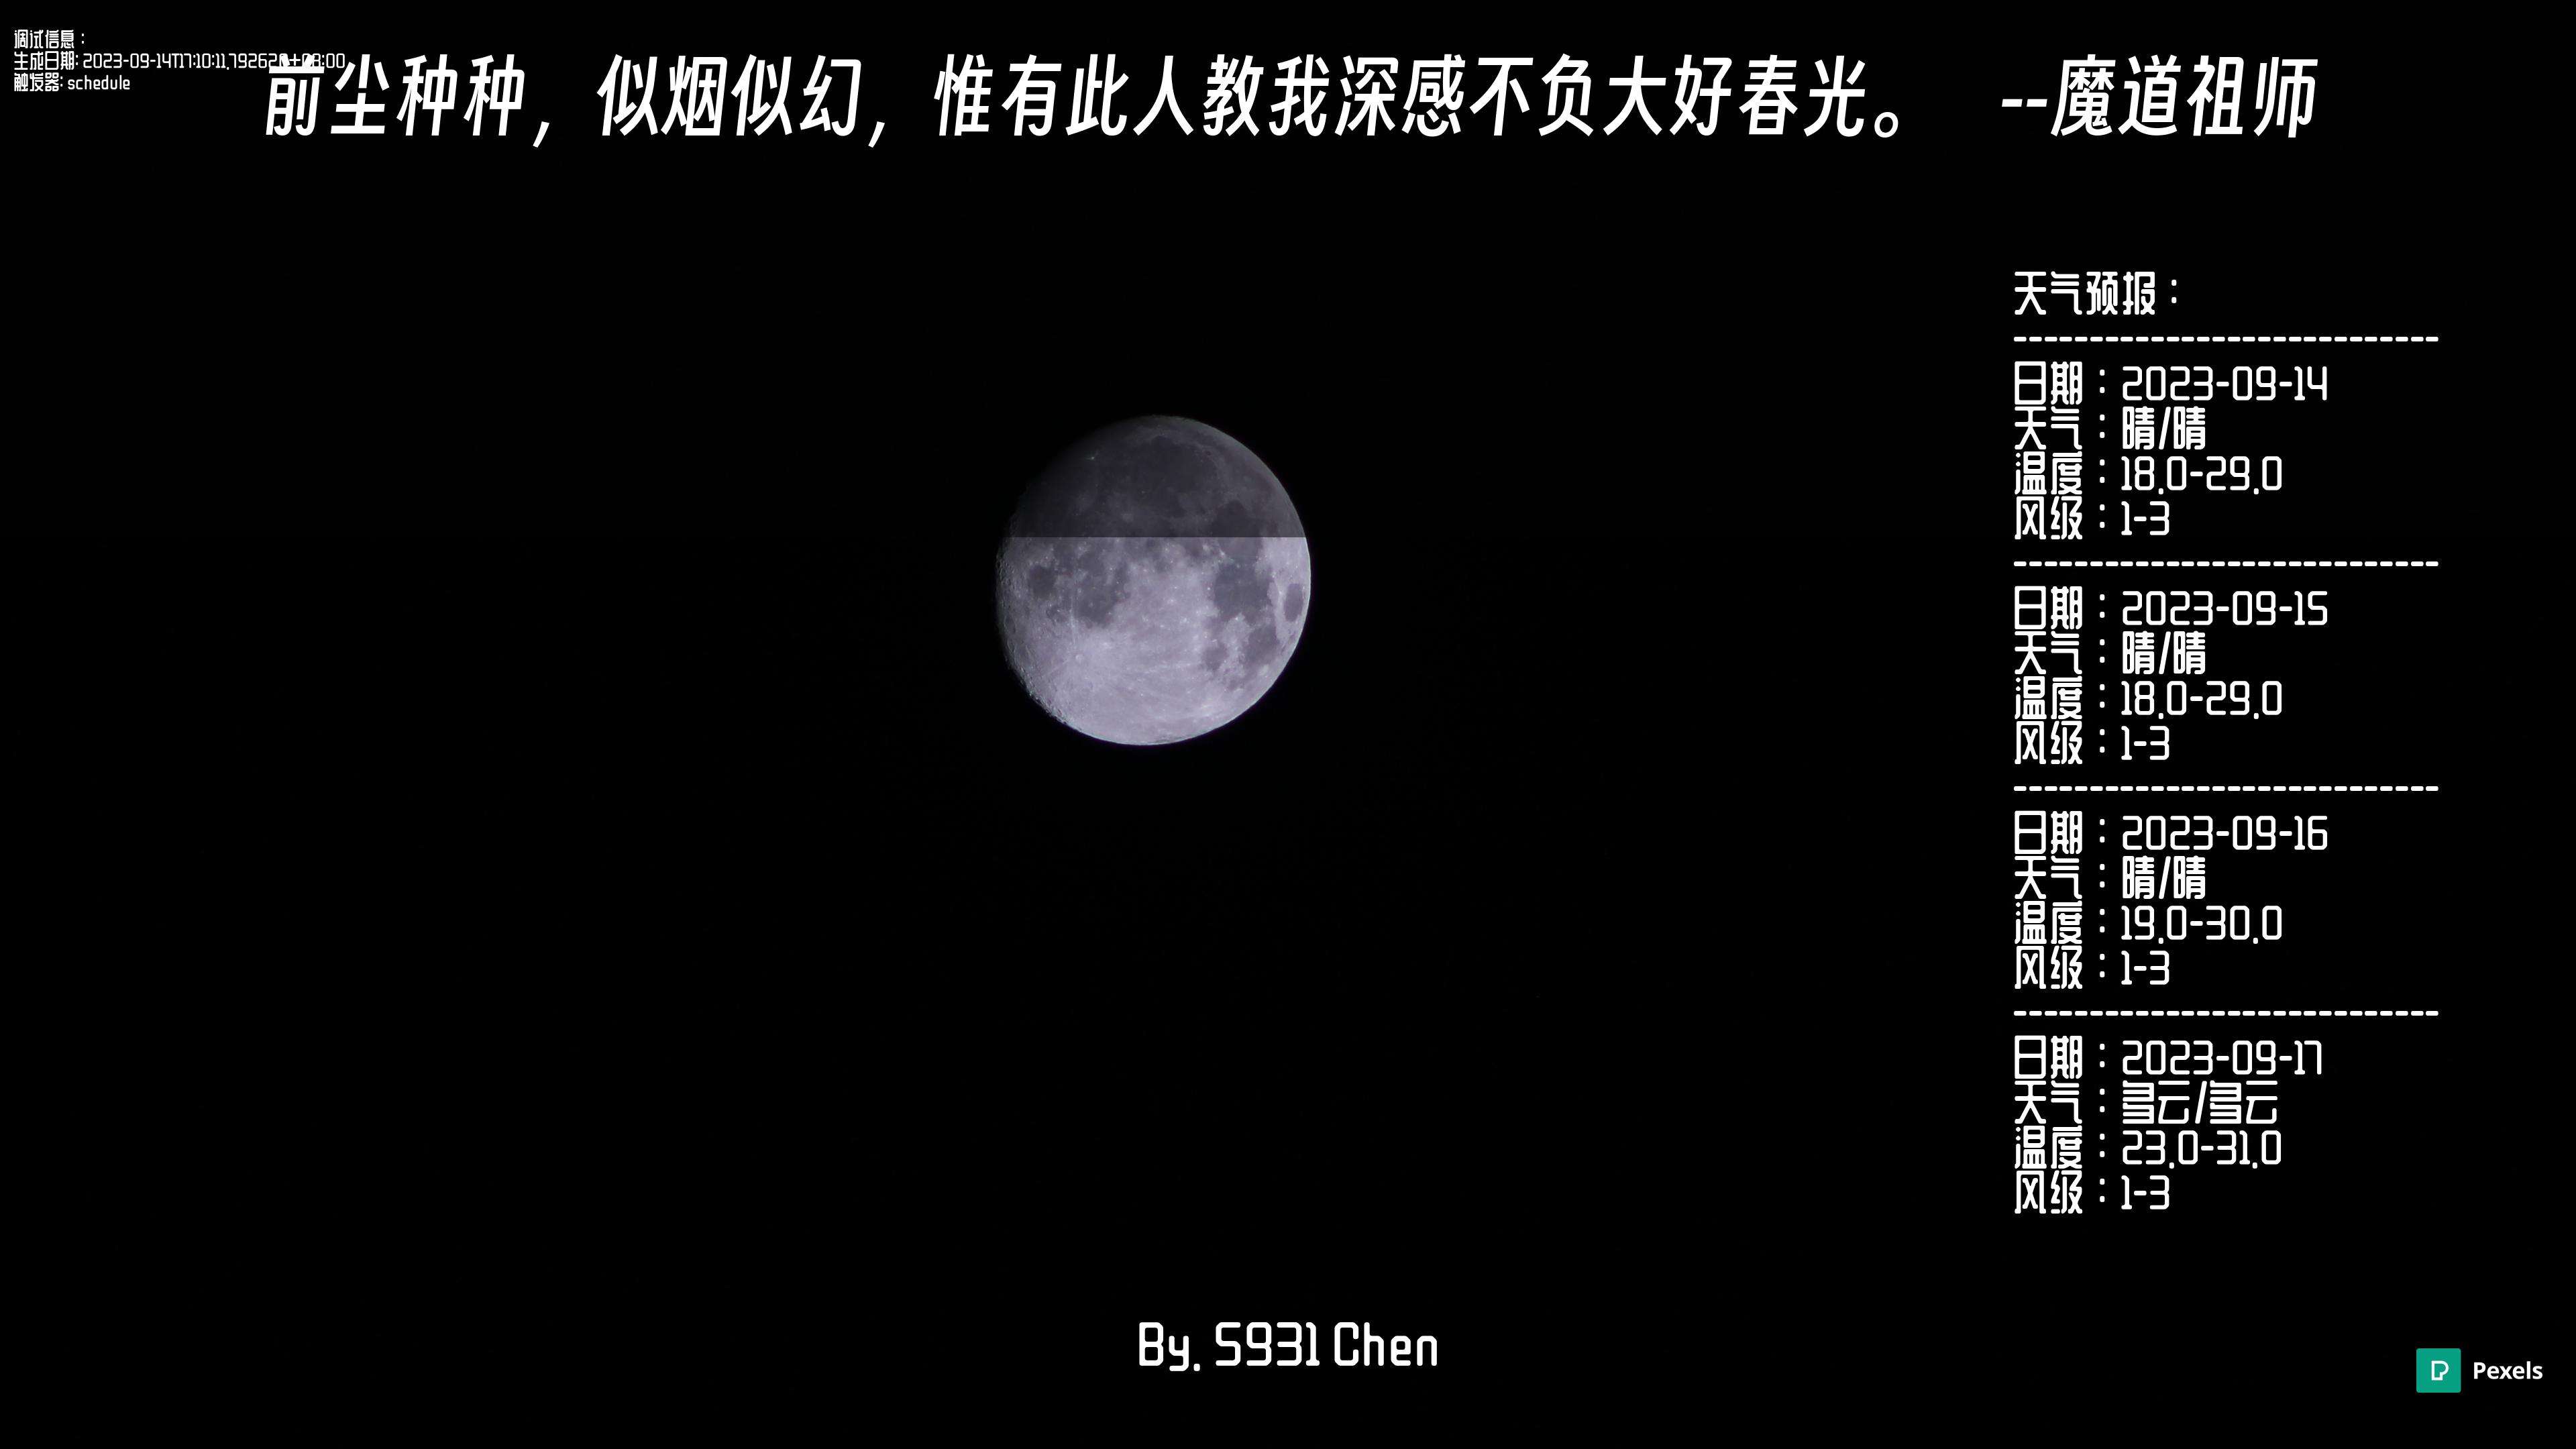 调试信息：
生成日期: 2023-09-14T17:10:11.792620+08:00
触发器: schedule
前尘种种，似烟似幻，惟有此人教我深感不负大好春光。 --魔道祖师
天气预报：
----------------------------
日期：2023-09-14
天气：晴/晴
温度：18.0-29.0
风级：1-3
----------------------------
日期：2023-09-15
天气：晴/晴
温度：18.0-29.0
风级：1-3
----------------------------
日期：2023-09-16
天气：晴/晴
温度：19.0-30.0
风级：1-3
----------------------------
日期：2023-09-17
天气：多云/多云
温度：23.0-31.0
风级：1-3
By. S931 Chen
Pexels